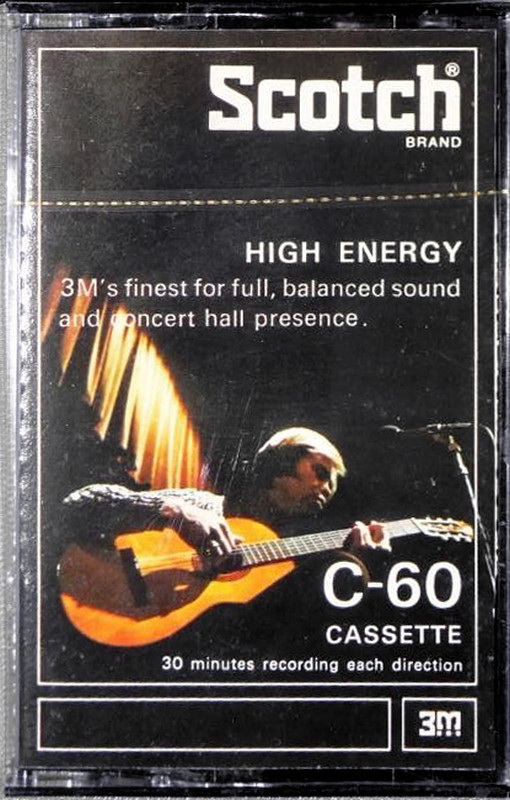 Scotch®
BRAND
HIGH ENERGY
3M's finest for full, balanced sound
and concert hall presence.
C-60
CASSETTE
30 minutes recording each direction
3M